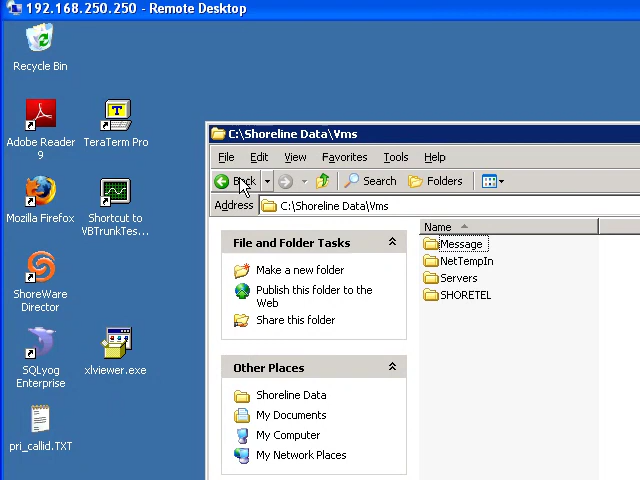 192.168.250.250 - Remote Desktop
Recycle Bin
Adobe Reader
9
TeraTerm Pro
Mozilla Firefox
Shortcut to
VBTrunkTes...
ShoreWare
Director
SQLyog
Enterprise
xlviewer.exe
pri_callid.TXT
C:\Shoreline Data\Vms
File Edit View Favorites Tools Help
Back Search Folders
Address C:\Shoreline Data\Vms
File and Folder Tasks
Make a new folder
Publish this folder to the
Web
Share this folder
Other Places
Shoreline Data
My Documents
My Computer
My Network Places
Name
Message
NetTempIn
Servers
SHORETEL